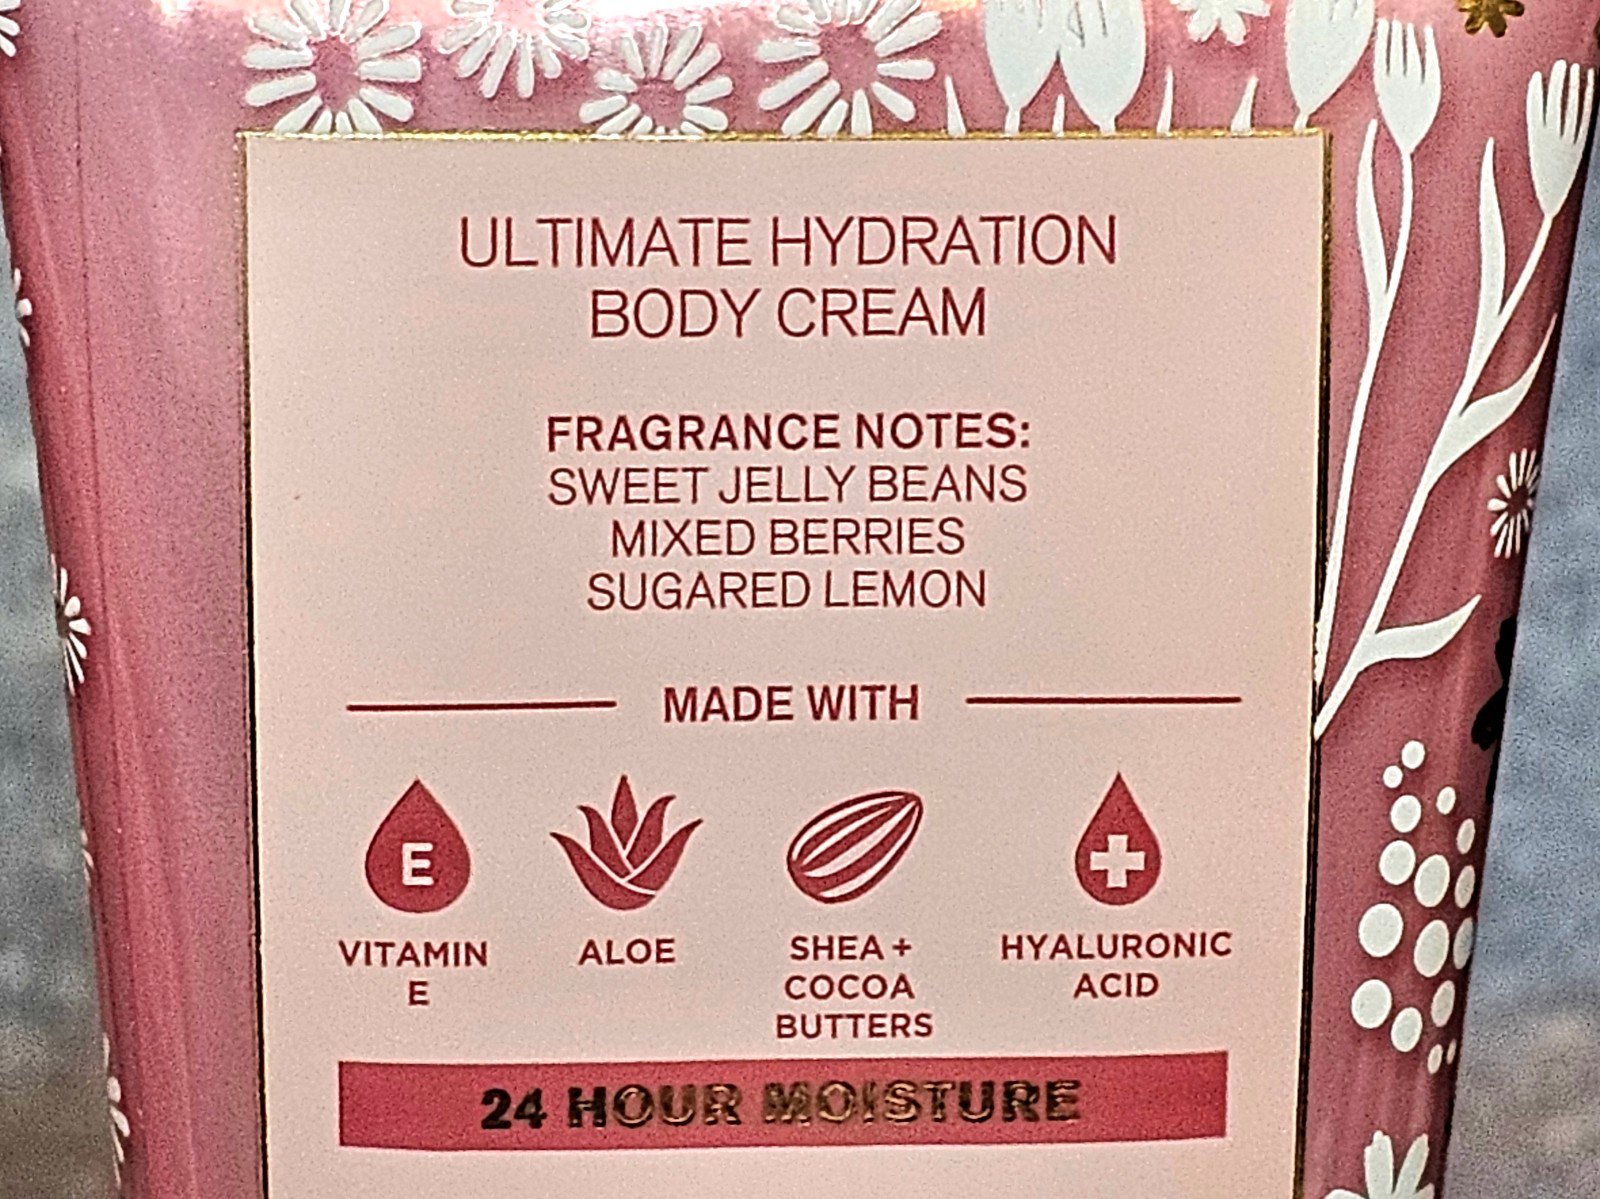 ULTIMATE HYDRATION
BODY CREAM
FRAGRANCE NOTES:
SWEET JELLY BEANS
MIXED BERRIES
SUGARED LEMON
MADE WITH
E
VITAMIN
E
ALOE
SHEA +
COCOA
BUTTERS
HYALURONIC
ACID
24 HOUR MOISTURE